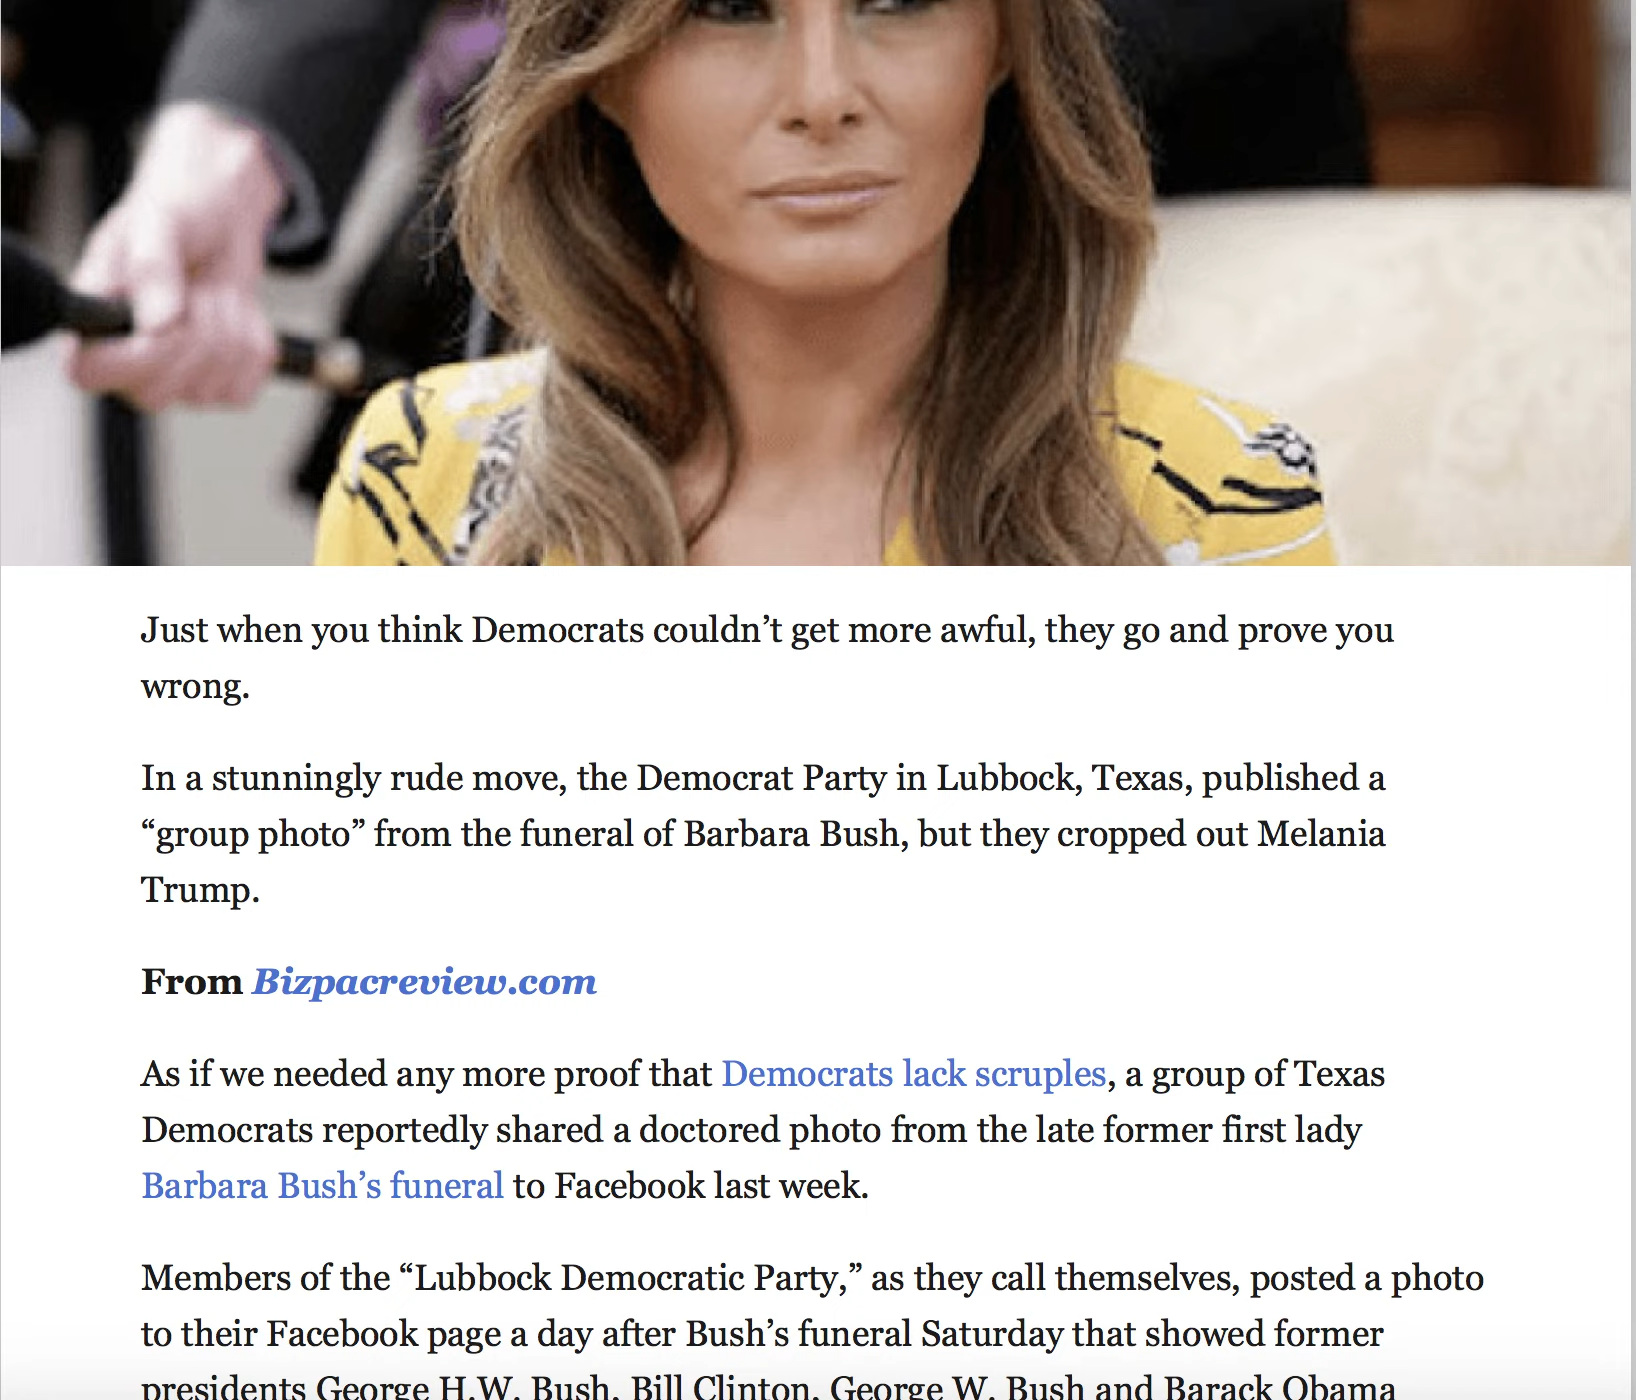 Just when you think Democrats couldn’t get more awful, they go and prove you
wrong.
In a stunningly rude move, the Democrat Party in Lubbock, Texas, published a
“group photo” from the funeral of Barbara Bush, but they cropped out Melania
Trump.
From Bizpacreview.com
As if we needed any more proof that Democrats lack scruples, a group of Texas
Democrats reportedly shared a doctored photo from the late former first lady
Barbara Bush’s funeral to Facebook last week.
Members of the “Lubbock Democratic Party,” as they call themselves, posted a photo
to their Facebook page a day after Bush’s funeral Saturday that showed former
presidents George H.W. Bush, Bill Clinton, George W. Bush and Barack Obama